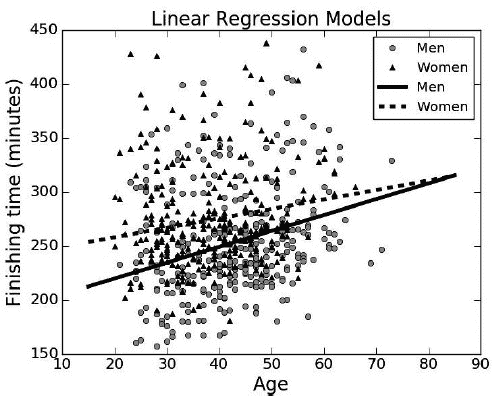 Linear Regression Models
450
400
350
300
250
200
150
Finishing time (minutes)
Men
Women
Men
Women
10 20 30 40 50 60 70 80 90
Age